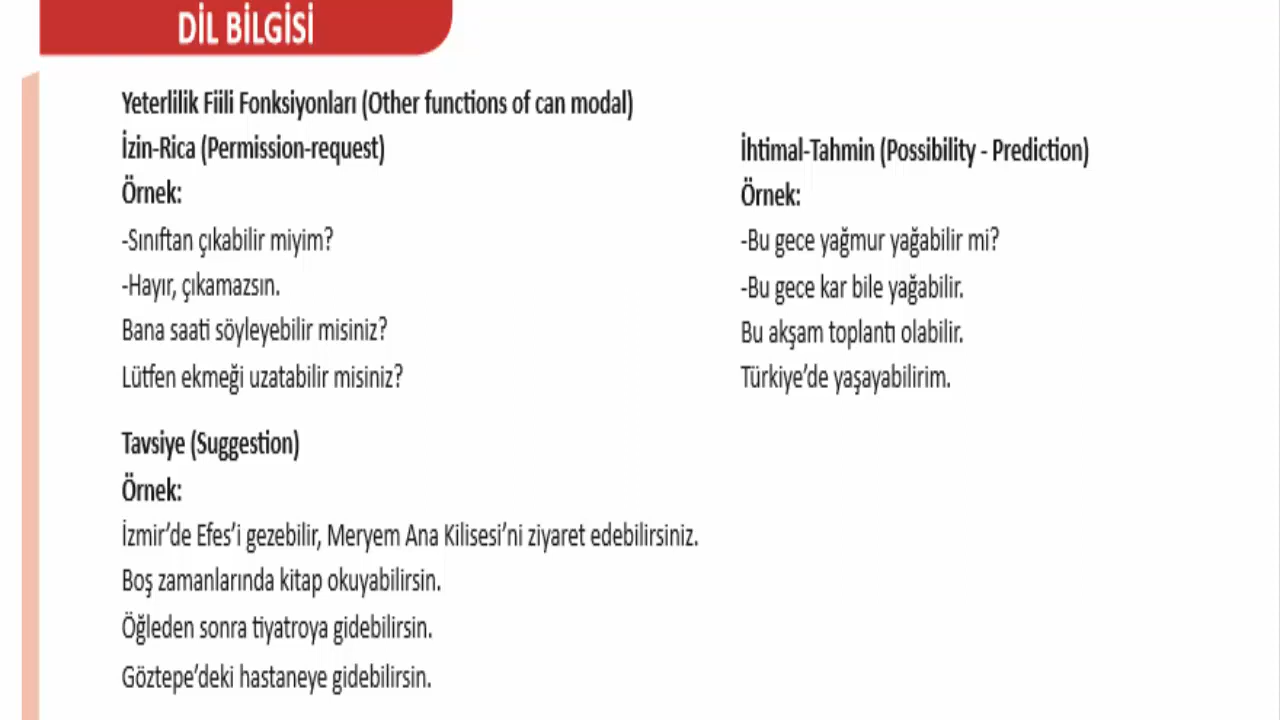 DİL BİLGİSİ
Yeterlilik Fiili Fonksiyonları (Other functions of can modal)
İzin-Rica (Permission-request)
Örnek:
-Sınıftan çıkabilir miyim?
-Hayır, çıkamazsın.
Bana saati söyleyebilir misiniz?
Lütfen ekmeği uzatabilir misiniz?
İhtimal-Tahmin (Possibility - Prediction)
Örnek:
-Bu gece yağmur yağabilir mi?
-Bu gece kar bile yağabilir.
Bu akşam toplantı olabilir.
Türkiye’de yaşayabilirim.
Tavsiye (Suggestion)
Örnek:
İzmir’de Efes’i gezebilir, Meryem Ana Kilisesi’ni ziyaret edebilirsiniz.
Boş zamanlarında kitap okuyabilirsin.
Öğleden sonra tiyatroya gidebilirsin.
Göztepe’deki hastaneye gidebilirsin.